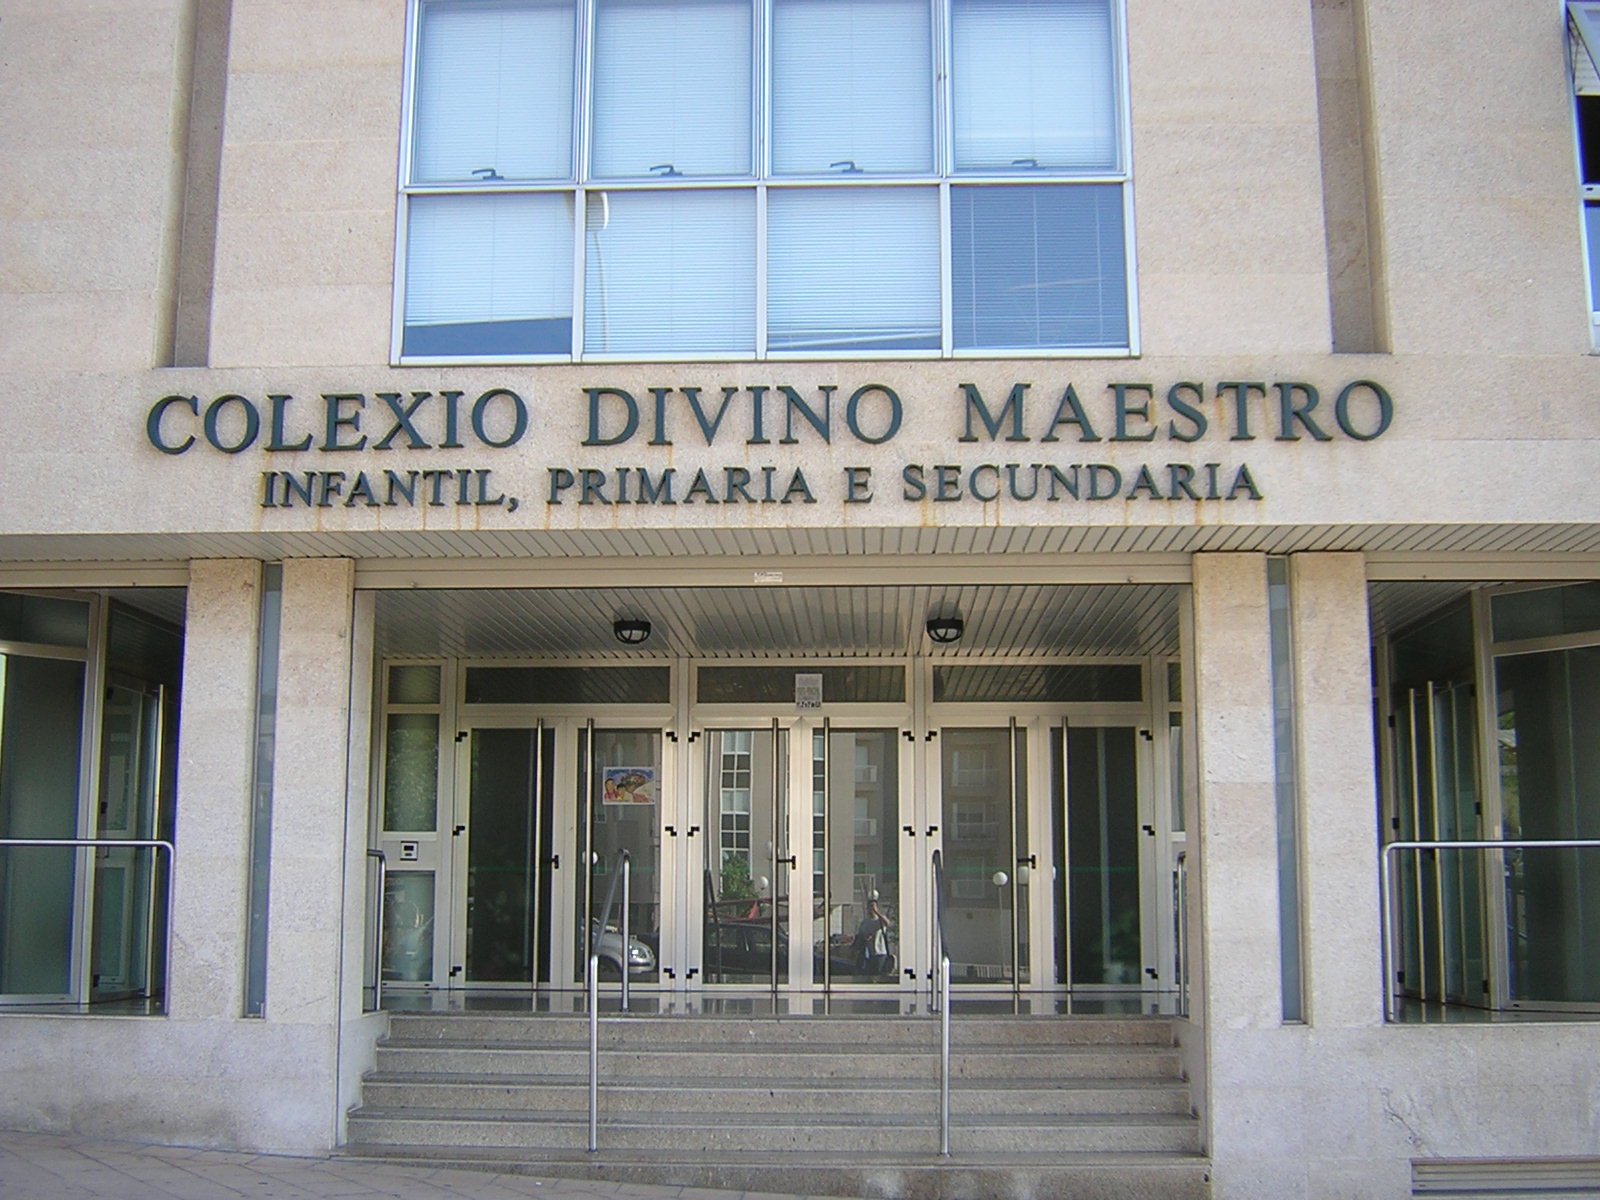 COLEXIO DIVINO MAESTRO
INFANTIL, PRIMARIA E SECUNDARIA